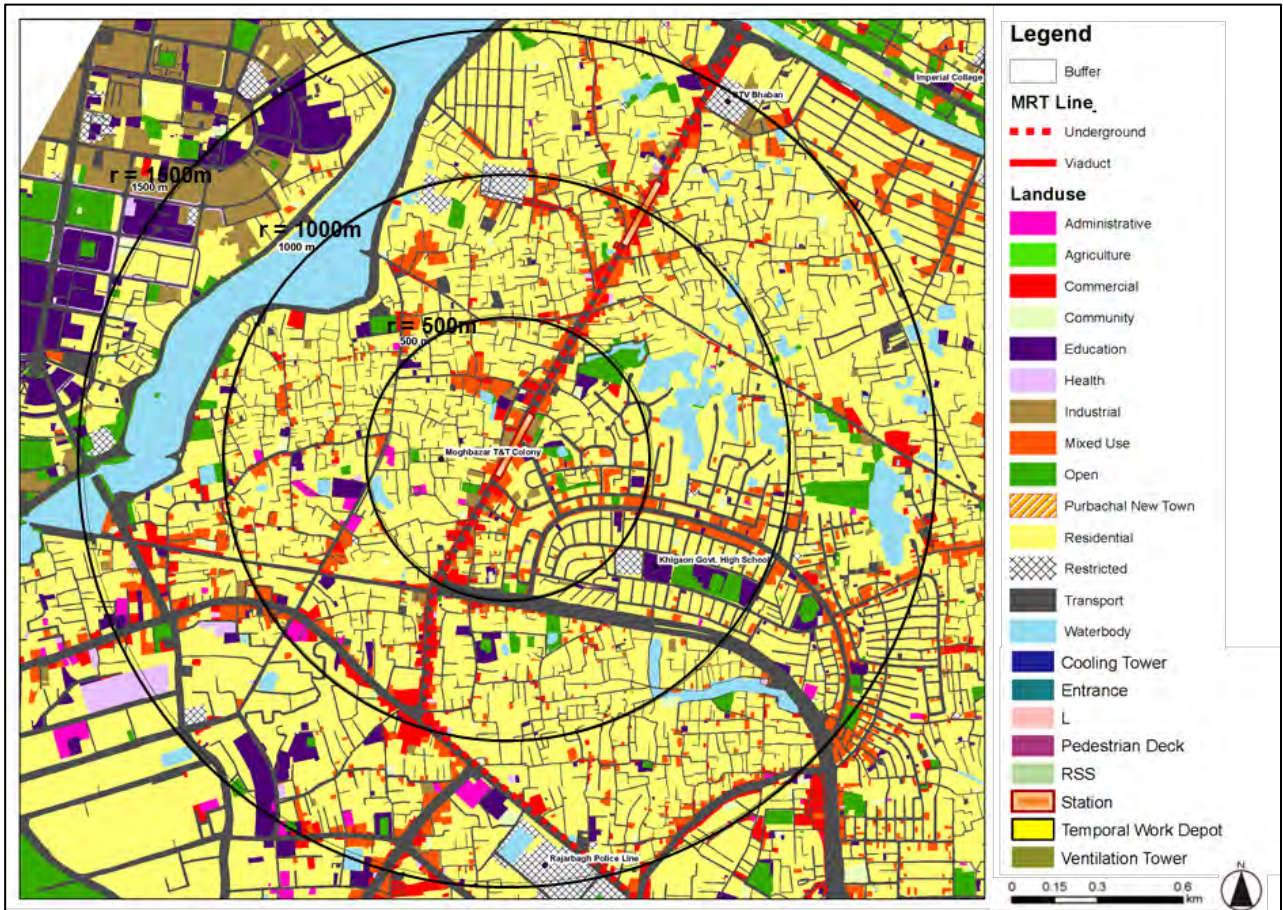 Imperial College
BTV Bhaban
r = 1500m
1500 m
r = 1000m
1000 m
r = 500m
500 m
Moghbazar T&T Colony
Khlgaon Govt. High School
Rajarbagh Police Line
Legend
Buffer
MRT Line
Underground
Viaduct
Landuse
Administrative
Agriculture
Commercial
Community
Education
Health
Industrial
Mixed Use
Open
Purbachal New Town
Residential
Restricted
Transport
Waterbody
Cooling Tower
Entrance
L
Pedestrian Deck
RSS
Station
Temporal Work Depot
Ventilation Tower
N
0 0.15 0.3 0.6
km